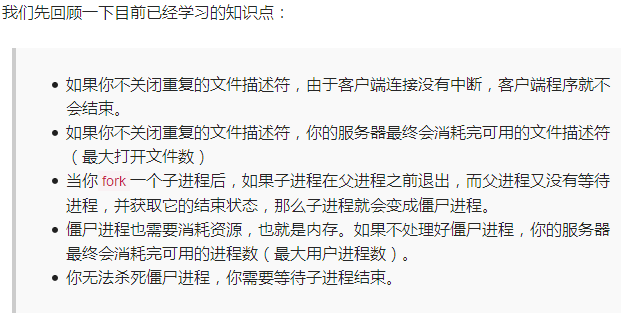 我们先回顾一下目前已经学习的知识点：
如果你不关闭重复的文件描述符，由于客户端连接没有中断，客户端程序就不
会结束。
如果你不关闭重复的文件描述符，你的服务器最终会消耗完可用的文件描述符
（最大打开文件数）
当你 fork 一个子进程后，如果子进程在父进程之前退出，而父进程又没有等待
进程，并获取它的结束状态，那么子进程就会变成僵尸进程。
僵尸进程也需要消耗资源，也就是内存。如果不处理好僵尸进程，你的服务器
最终会消耗完可用的进程数（最大用户进程数）。
你无法杀死僵尸进程，你需要等待子进程结束。